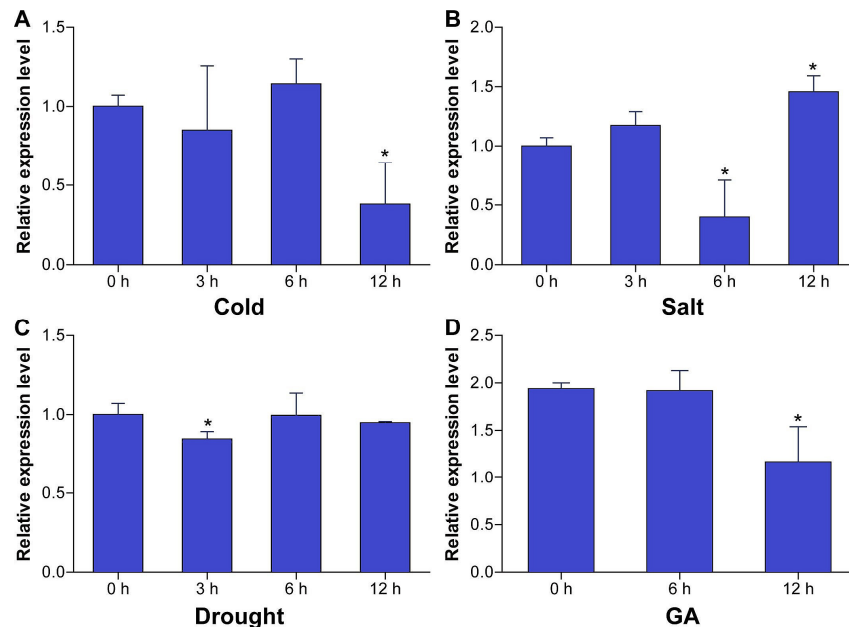 A
Relative expression level
1.5
1.0
0.5
0.0
*
0 h 3 h 6 h 12 h
Cold
B
Relative expression level
2.0
1.5
1.0
0.5
0.0
*
*
0 h 3 h 6 h 12 h
Salt
C
Relative expression level
1.5
1.0
0.5
0.0
*
0 h 3 h 6 h 12 h
Drought
D
Relative expression level
2.5
2.0
1.5
1.0
0.5
0.0
*
0 h 6 h 12 h
GA